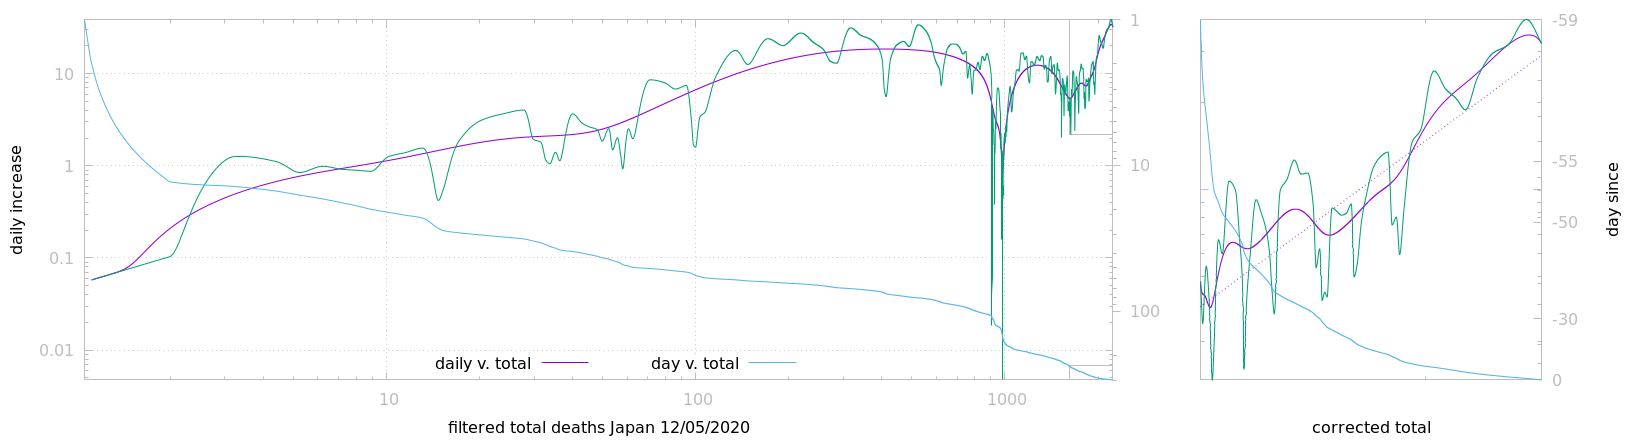 daily increase
10
1
0.1
0.01
daily v. total
day v. total
10
100
1000
filtered total deaths Japan 12/05/2020
1
10
100
-59
-55
-50
-30
0
day since
corrected total